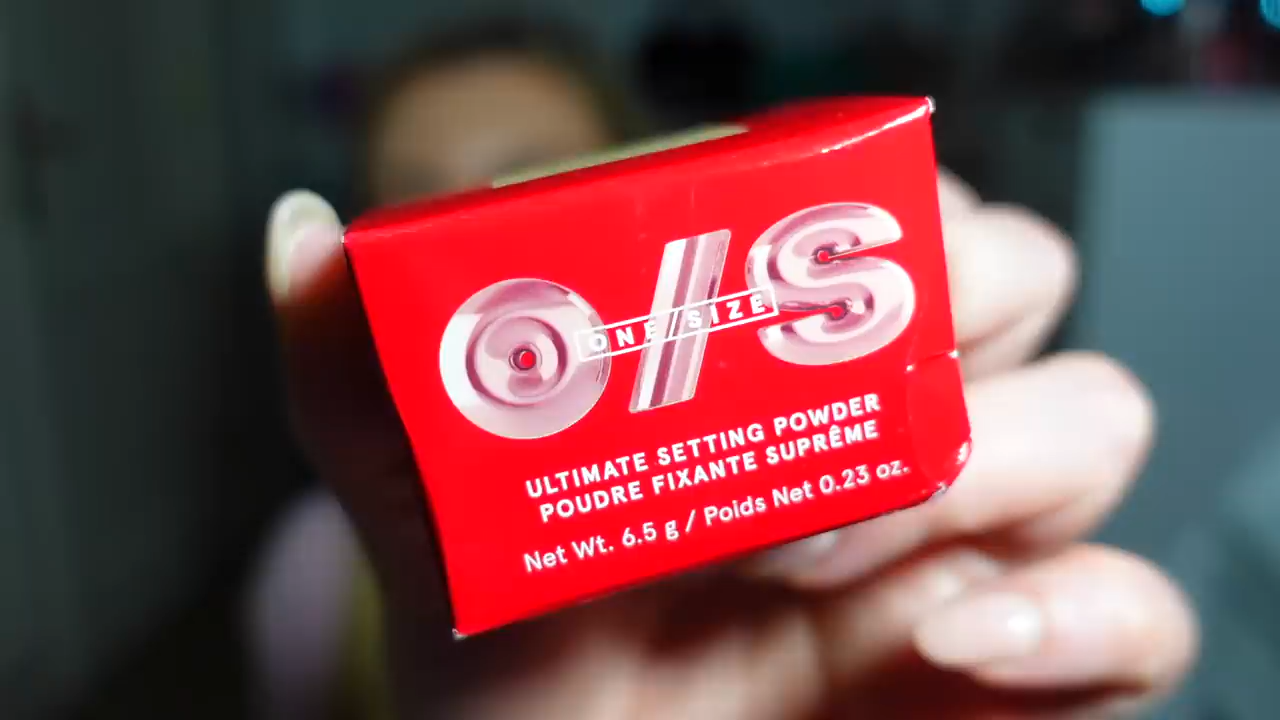 O/S
ONE/SIZE
ULTIMATE SETTING POWDER
POUDRE FIXANTE SUPRÊME
Net Wt. 6.5 g / Poids Net 0.23 oz.